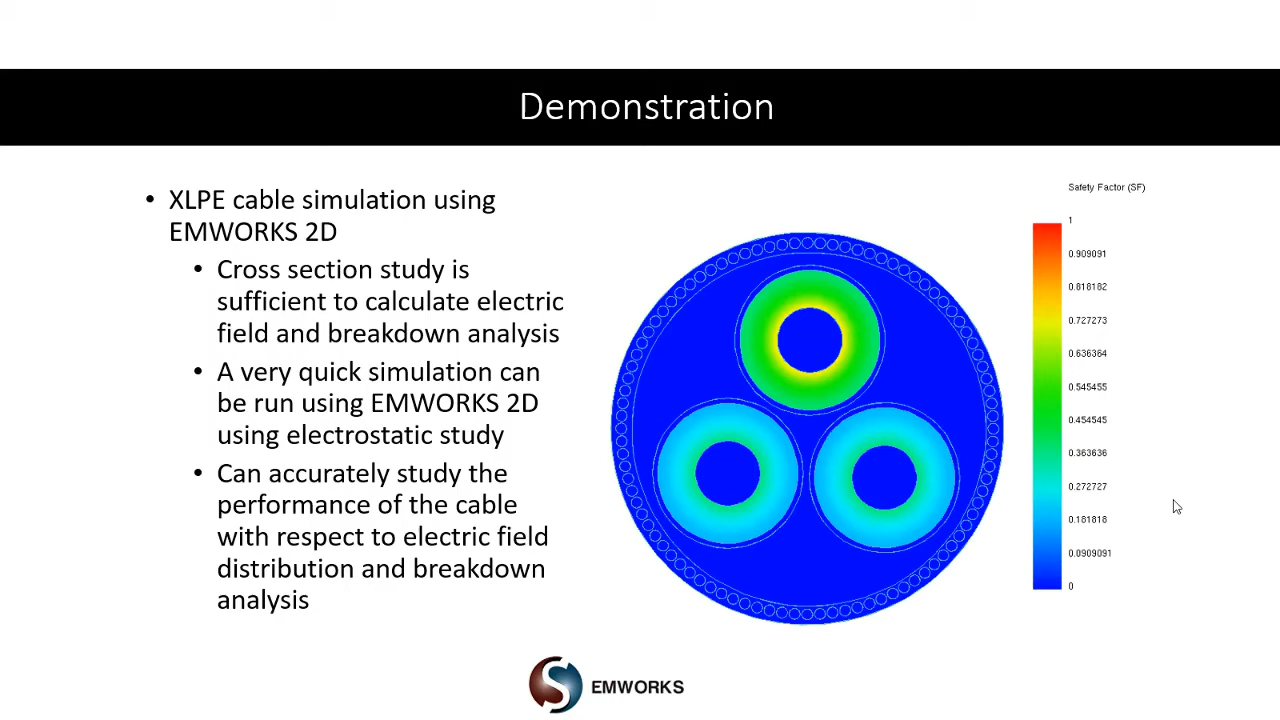 Demonstration
• XLPE cable simulation using
EMWORKS 2D
• Cross section study is
sufficient to calculate electric
field and breakdown analysis
• A very quick simulation can
be run using EMWORKS 2D
using electrostatic study
• Can accurately study the
performance of the cable
with respect to electric field
distribution and breakdown
analysis
Safety Factor (SF)
1
0.909091
0.818182
0.727273
0.636364
0.545455
0.454545
0.363636
0.272727
0.181818
0.0909091
0
EMWORKS